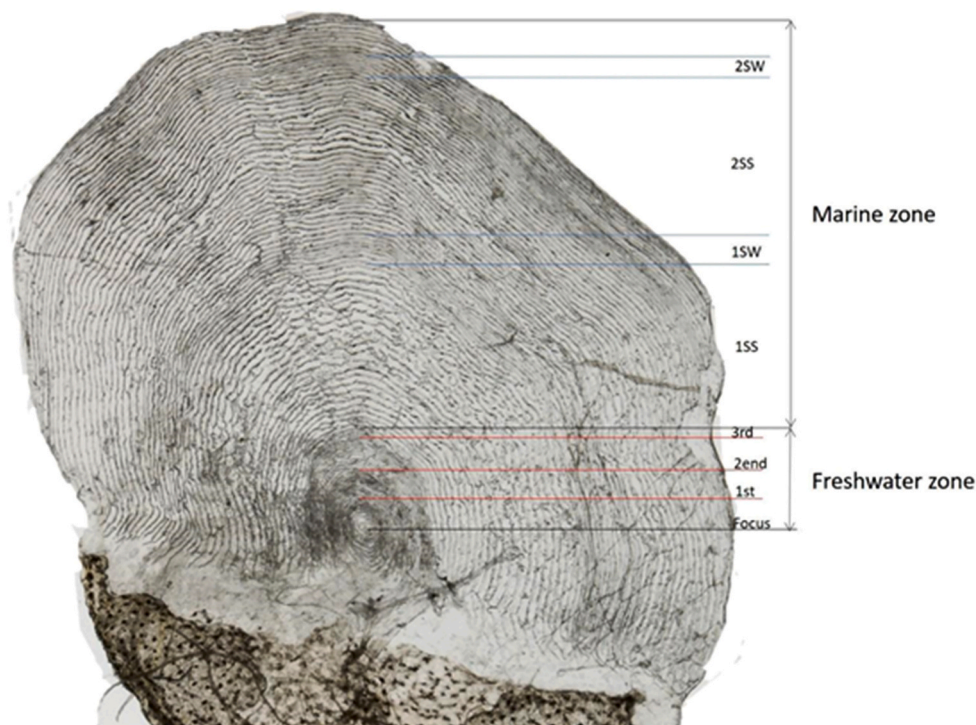 2SW
2SS
Marine zone
1SW
1SS
3rd
2end
Freshwater zone
1st
Focus